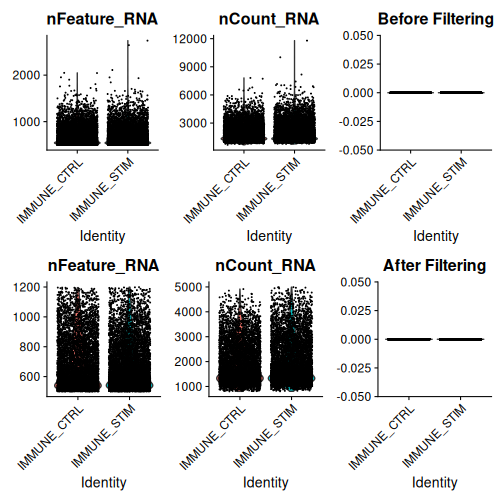 nFeature_RNA
2000
1000
IMMUNE_CTRL
IMMUNE_STIM
Identity
nCount_RNA
12000
9000
6000
3000
IMMUNE_CTRL
IMMUNE_STIM
Identity
Before Filtering
0.050
0.025
0.000
-0.025
-0.050
IMMUNE_CTRL
IMMUNE_STIM
Identity
nFeature_RNA
1200
1000
800
600
IMMUNE_CTRL
IMMUNE_STIM
Identity
nCount_RNA
5000
4000
3000
2000
1000
IMMUNE_CTRL
IMMUNE_STIM
Identity
After Filtering
0.050
0.025
0.000
-0.025
-0.050
IMMUNE_CTRL
IMMUNE_STIM
Identity